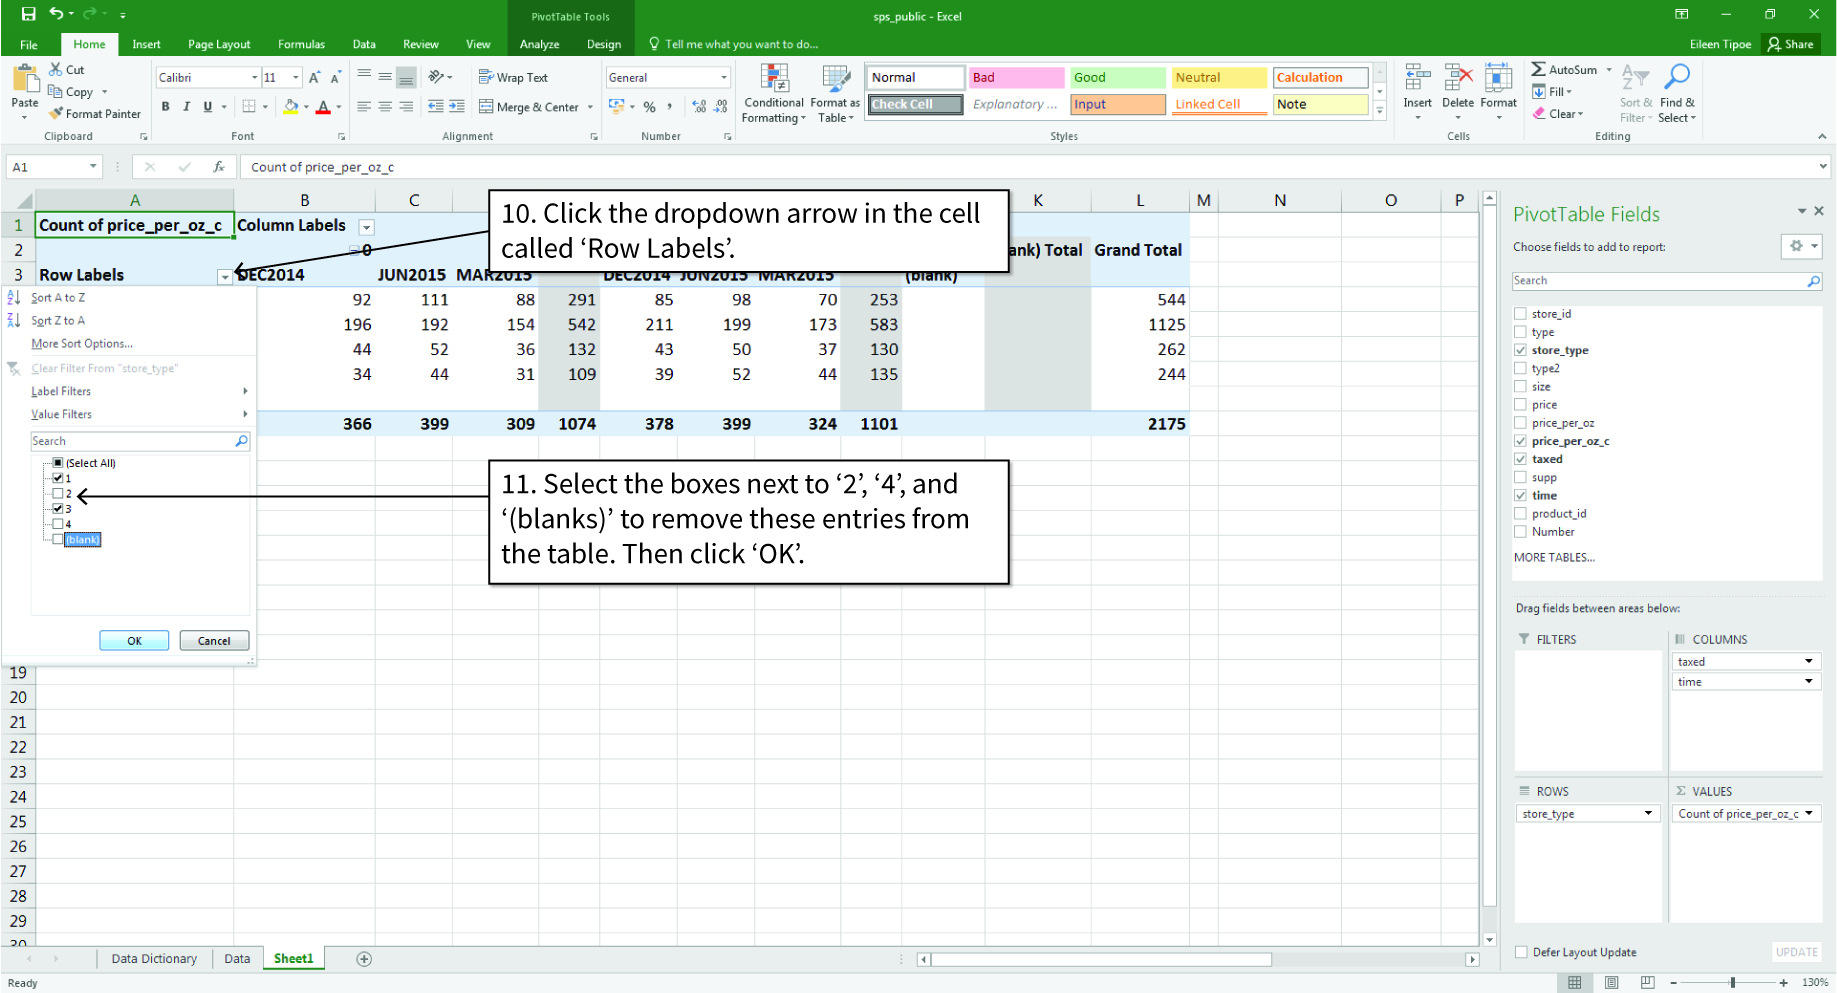 PivotTable Tools
sps_public - Excel
File Home Insert Page Layout Formulas Data Review View Analyze Design Tell me what you want to do... Eileen Tipoe Share
Paste
Cut
Copy
Format Painter
Clipboard
Calibri 11
B I U
Font
Wrap Text
Merge & Center
Alignment
General
%
Number
Conditional Formatting
Format as Table
Normal Bad Good Neutral Calculation
Check Cell Explanatory ... Input Linked Cell Note
Styles
Insert Delete Format
Cells
AutoSum
Fill
Clear
Sort & Filter
Find & Select
Editing
A1 fx Count of price_per_oz_c
A B C K L M N O P
1 Count of price_per_oz_c Column Labels
2 0 ank) Total Grand Total
3 Row Labels DEC2014 JUN2015 MAR2015 DEC2014 JUN2015 MAR2015 (blank)
92 111 88 291 85 98 70 253 544
196 192 154 542 211 199 173 583 1125
44 52 36 132 43 50 37 130 262
34 44 31 109 39 52 44 135 244
366 399 309 1074 378 399 324 1101 2175
10. Click the dropdown arrow in the cell
called ‘Row Labels’.
Sort A to Z
Sort Z to A
More Sort Options...
Clear Filter From "store_type"
Label Filters
Value Filters
Search
(Select All)
1
2
3
4
(blank)
OK Cancel
11. Select the boxes next to ‘2’, ‘4’, and
‘(blanks)’ to remove these entries from
the table. Then click ‘OK’.
19
20
21
22
23
24
25
26
27
28
29
30
PivotTable Fields
Choose fields to add to report:
Search
store_id
type
store_type
type2
size
price
price_per_oz
price_per_oz_c
taxed
supp
time
product_id
Number
MORE TABLES...
Drag fields between areas below:
FILTERS COLUMNS
taxed
time
ROWS VALUES
store_type Count of price_per_oz_c
Defer Layout Update UPDATE
Data Dictionary Data Sheet1
Ready 130%